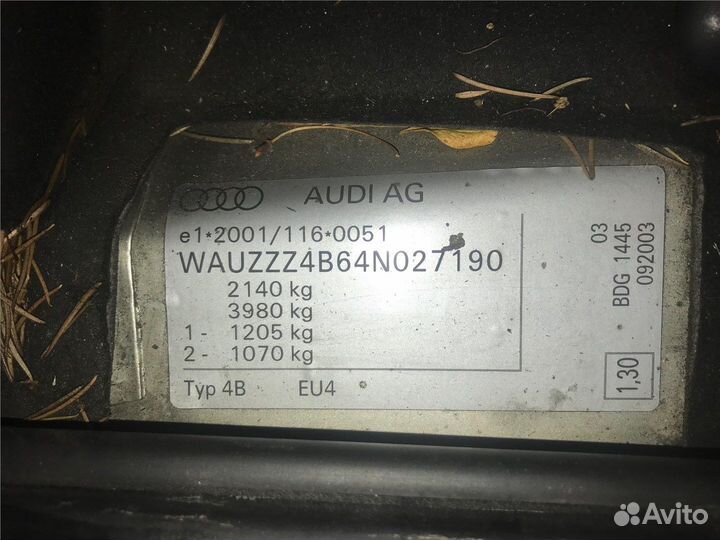 AUDI AG
e1*2001/116*0051
WAUZZZ4B64N027190
2140 kg
3980 kg
1 - 1205 kg
2 - 1070 kg
Typ 4B EU4
03
BDG 1445
092003
1,30
Avito